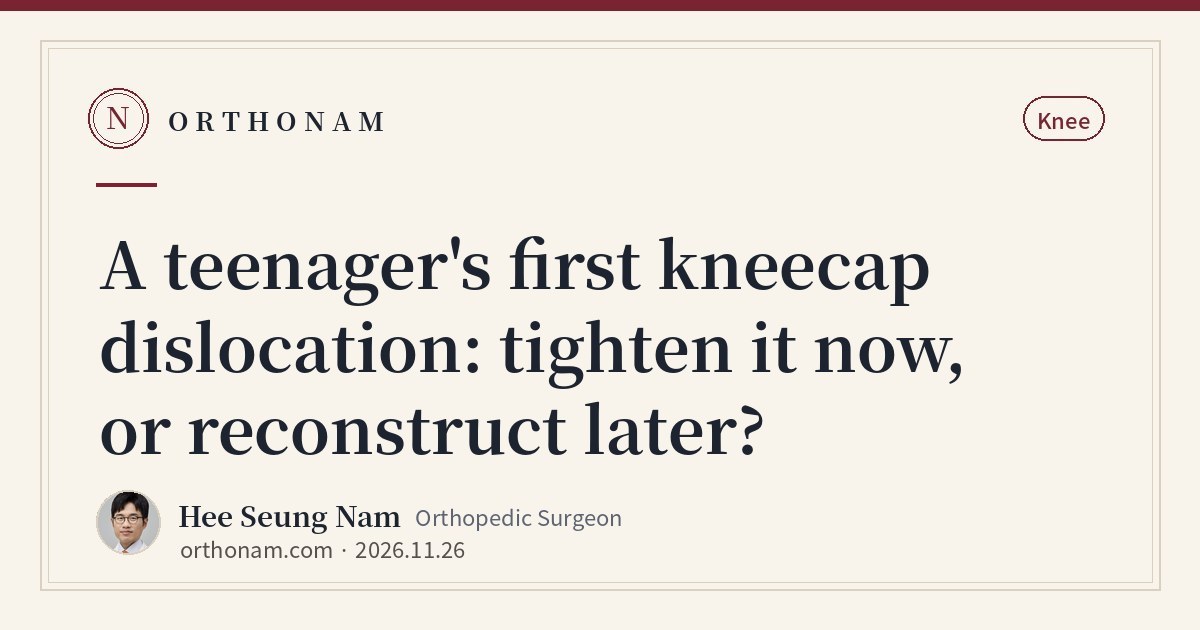 N
ORTHONAM
Knee
A teenager's first kneecap
dislocation: tighten it now,
or reconstruct later?
Hee Seung Nam Orthopedic Surgeon
orthonam.com · 2026.11.26